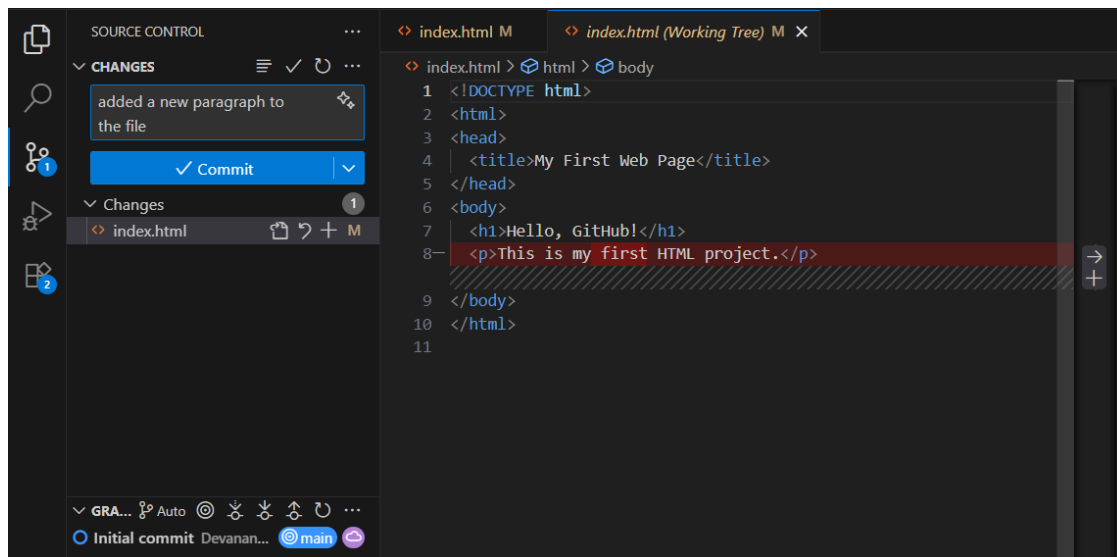 SOURCE CONTROL ...
CHANGES ...
added a new paragraph to
the file
1
Commit
Changes 1
index.html M
2
GRA... Auto ...
Initial commit Devanan... main
index.html M index.html (Working Tree) M
index.html > html > body
1 <!DOCTYPE html>
2 <html>
3 <head>
4 <title>My First Web Page</title>
5 </head>
6 <body>
7 <h1>Hello, GitHub!</h1>
8— <p>This is my first HTML project.</p>
9 </body>
10 </html>
11